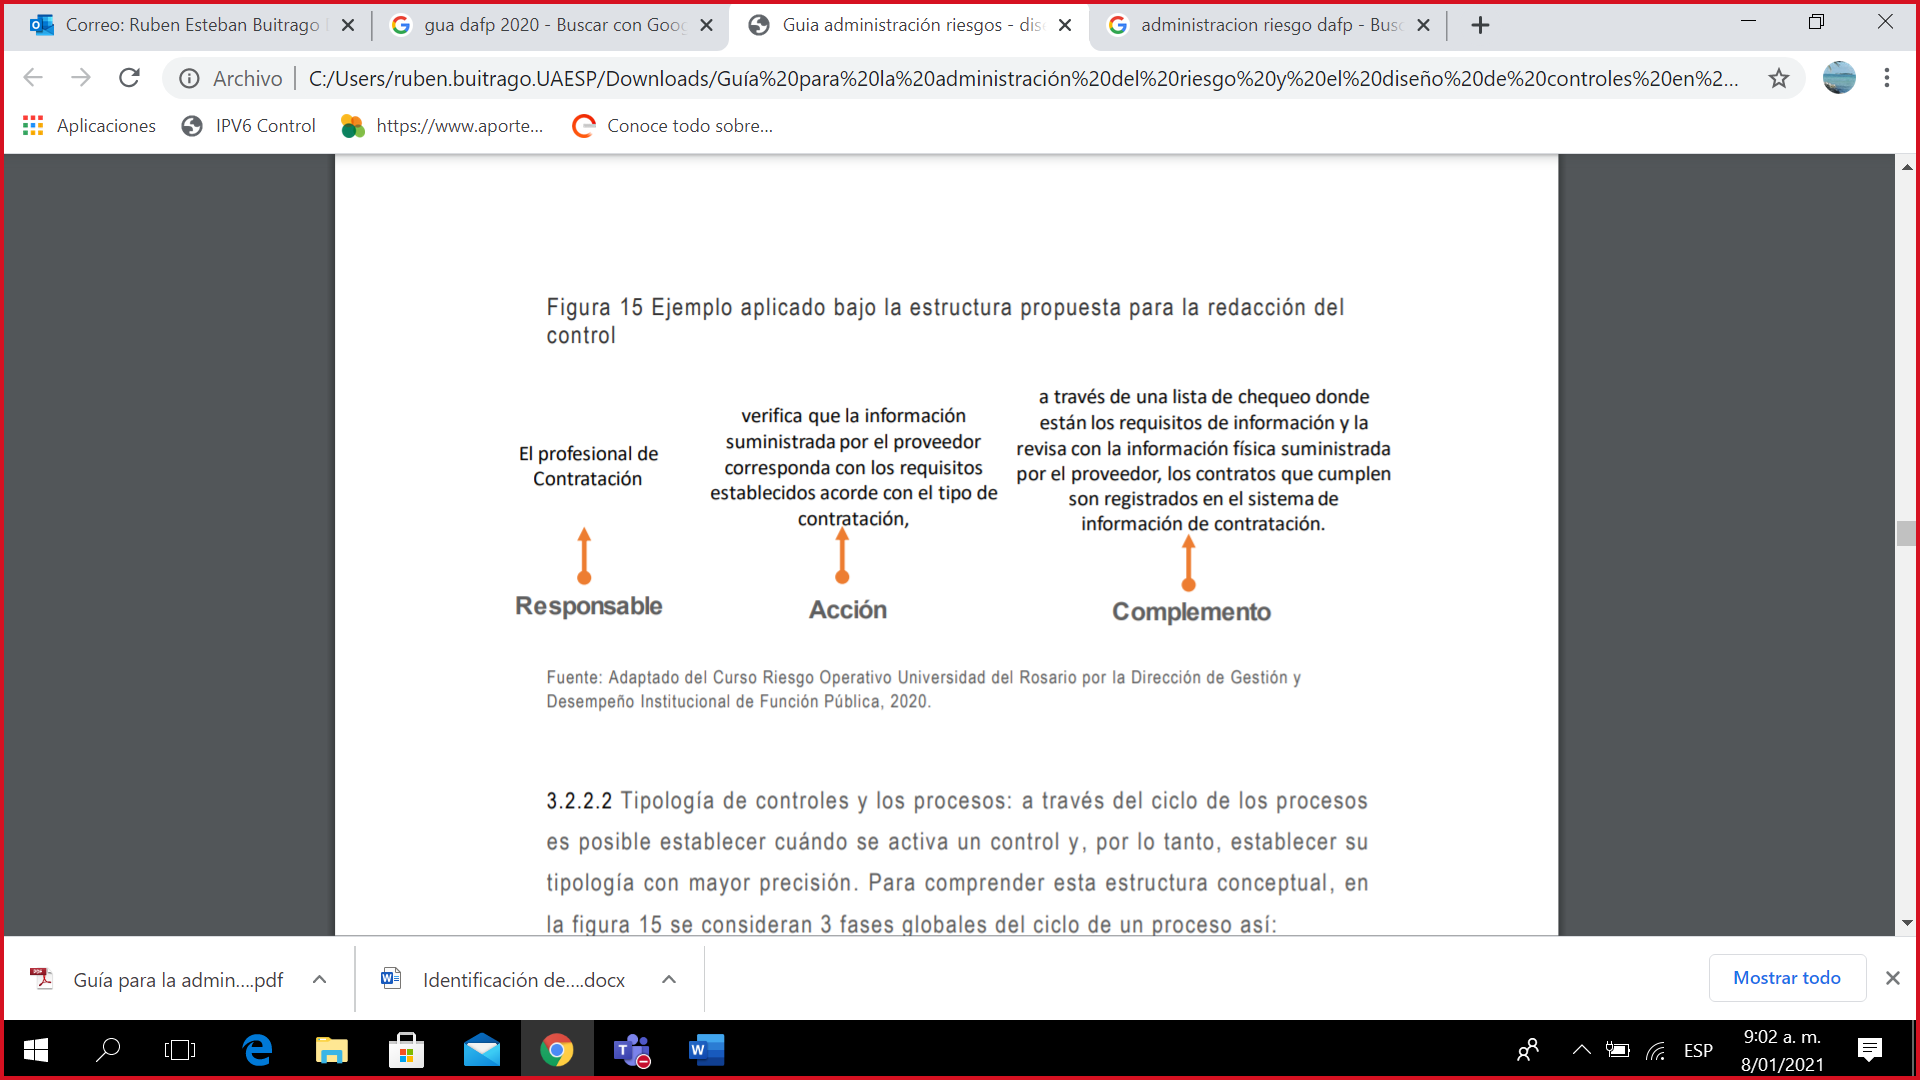 Correo: Ruben Esteban Buitrago
gua dafp 2020 - Buscar con Goog
Guia administración riesgos - dis
administracion riesgo dafp - Busc
Archivo
C:/Users/ruben.buitrago.UAESP/Downloads/Guía%20para%20la%20administración%20del%20riesgo%20y%20el%20diseño%20de%20controles%20en%2...
Aplicaciones
IPV6 Control
https://www.aporte...
Conoce todo sobre...
Figura 15 Ejemplo aplicado bajo la estructura propuesta para la redacción del
control
El profesional de
Contratación
Responsable
verifica que la información
suministrada por el proveedor
corresponda con los requisitos
establecidos acorde con el tipo de
contratación,
Acción
a través de una lista de chequeo donde
están los requisitos de información y la
revisa con la información física suministrada
por el proveedor, los contratos que cumplen
son registrados en el sistema de
información de contratación.
Complemento
Fuente: Adaptado del Curso Riesgo Operativo Universidad del Rosario por la Dirección de Gestión y
Desempeño Institucional de Función Pública, 2020.
3.2.2.2 Tipología de controles y los procesos: a través del ciclo de los procesos
es posible establecer cuándo se activa un control y, por lo tanto, establecer su
tipología con mayor precisión. Para comprender esta estructura conceptual, en
la figura 15 se consideran 3 fases globales del ciclo de un proceso así:
Guía para la admin....pdf
Identificación de....docx
Mostrar todo
ESP
9:02 a. m.
8/01/2021